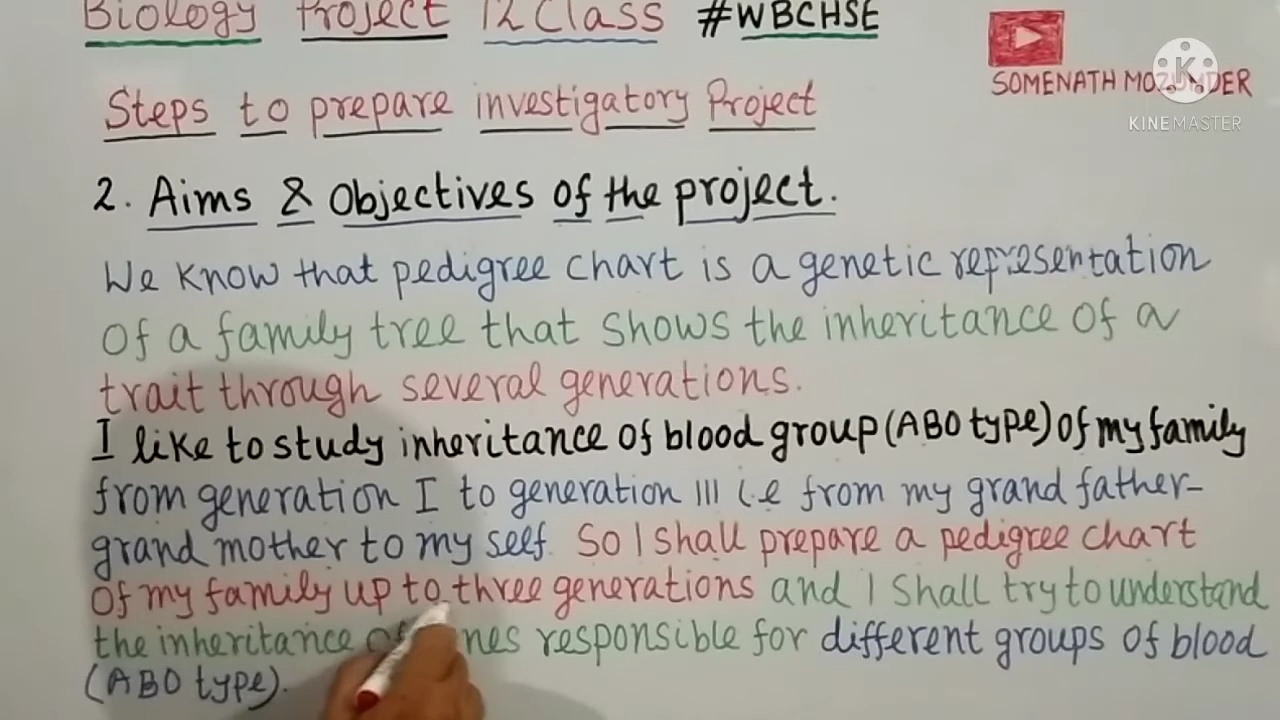 Biology Project 12 Class #WBCHSE
SOMENATH MOZUMDER
K
KINEMASTER
Steps to prepare investigatory Project
2. Aims & Objectives of the project.
We know that pedigree chart is a genetic representation
of a family tree that shows the inheritance of a
trait through several generations.
I like to study inheritance of blood group (ABO type) of my family
from generation I to generation III i.e from my grand father-
grand mother to my self. So I shall prepare a pedigree chart
of my family up to three generations and I shall try to understand
the inheritance of nes responsible for different groups of blood
(ABO type).